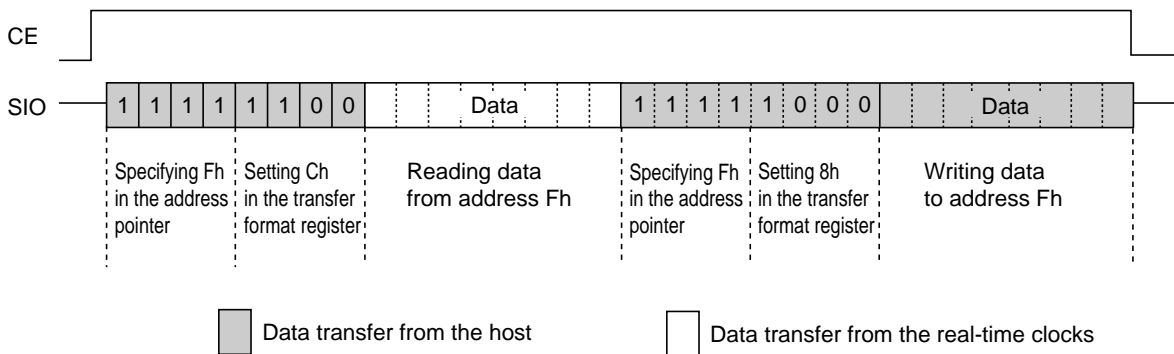 CE
SIO
1 1 1 1 1 1 0 0 Data 1 1 1 1 1 0 0 0 Data
Specifying Fh
in the address
pointer
Setting Ch
in the transfer
format register
Reading data
from address Fh
Specifying Fh
in the address
pointer
Setting 8h
in the transfer
format register
Writing data
to address Fh
Data transfer from the host
Data transfer from the real-time clocks